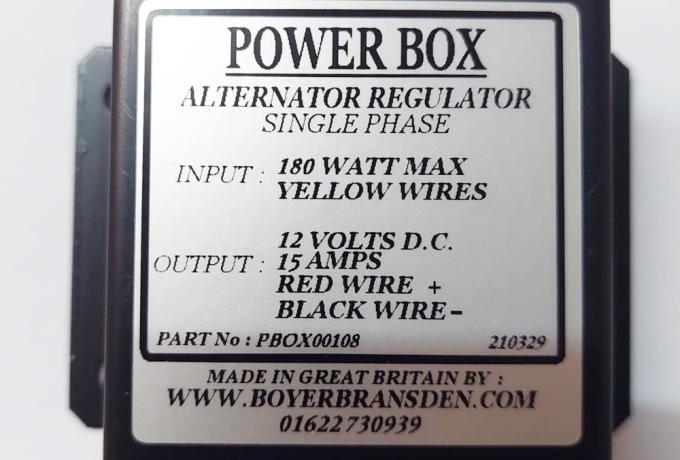 POWER BOX
ALTERNATOR REGULATOR
SINGLE PHASE
INPUT : 180 WATT MAX
YELLOW WIRES
12 VOLTS D.C.
OUTPUT : 15 AMPS
RED WIRE +
BLACK WIRE -
PART No : PBOX00108 210329
MADE IN GREAT BRITAIN BY :
WWW.BOYERBRANSDEN.COM
01622 730939